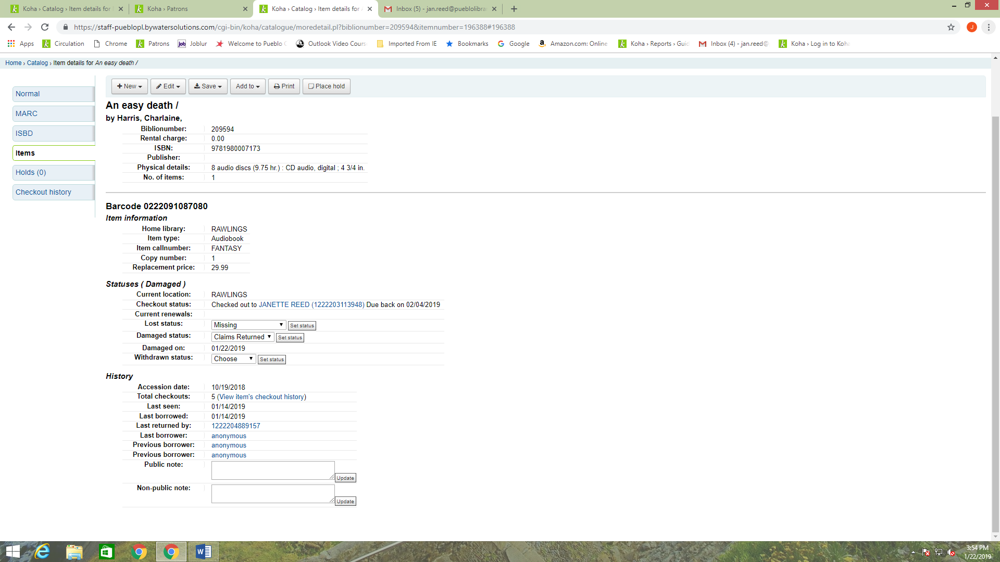 Koha › Catalog › Item details for
Koha › Patrons
Koha › Catalog › Item details for
Inbox (5) - jan.reed@pueblolibra
https://staff-pueblopl.bywatersolutions.com/cgi-bin/koha/catalogue/moredetail.pl?biblionumber=209594&itemnumber=196388#196388
J
Apps
Circulation
Chrome
Patrons
job Joblur
Welcome to Pueblo
Outlook Video Cours
Imported From IE
Bookmarks
Google
Amazon.com: Online
Koha › Reports › Guid
Inbox (4) - jan.reed@
Koha › Log in to Koha
Home › Catalog › Item details for An easy death /
Normal
MARC
ISBD
Items
Holds (0)
Checkout history
+ New
Edit
Save
Add to
Print
Place hold
An easy death /
by Harris, Charlaine,
Biblionumber: 209594
Rental charge: 0.00
ISBN: 9781980007173
Publisher:
Physical details: 8 audio discs (9.75 hr.) : CD audio, digital ; 4 3/4 in.
No. of items: 1
Barcode 0222091087080
Item information
Home library: RAWLINGS
Item type: Audiobook
Item callnumber: FANTASY
Copy number: 1
Replacement price: 29.99
Statuses ( Damaged )
Current location: RAWLINGS
Checkout status: Checked out to JANETTE REED (1222203113948) Due back on 02/04/2019
Current renewals:
Lost status: Missing Set status
Damaged status: Claims Returned Set status
Damaged on: 01/22/2019
Withdrawn status: Choose Set status
History
Accession date: 10/19/2018
Total checkouts: 5 (View item's checkout history)
Last seen: 01/14/2019
Last borrowed: 01/14/2019
Last returned by: 1222204889157
Last borrower: anonymous
Previous borrower: anonymous
Previous borrower: anonymous
Public note: Update
Non-public note: Update
3:54 PM
1/22/2019